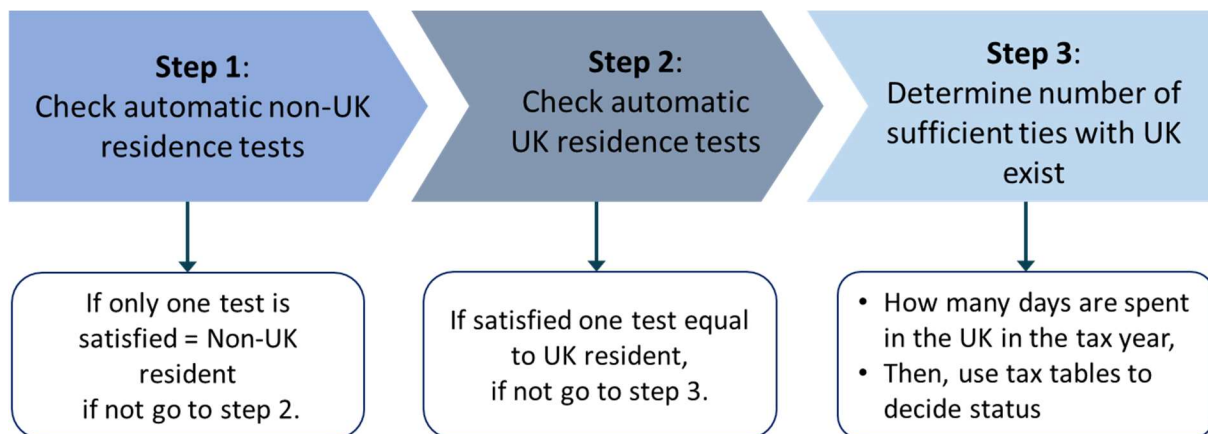 Step 1:
Check automatic non-UK
residence tests
Step 2:
Check automatic
UK residence tests
Step 3:
Determine number of
sufficient ties with UK
exist
If only one test is
satisfied = Non-UK
resident
if not go to step 2.
If satisfied one test equal
to UK resident,
if not go to step 3.
• How many days are spent
in the UK in the tax year,
• Then, use tax tables to
decide status